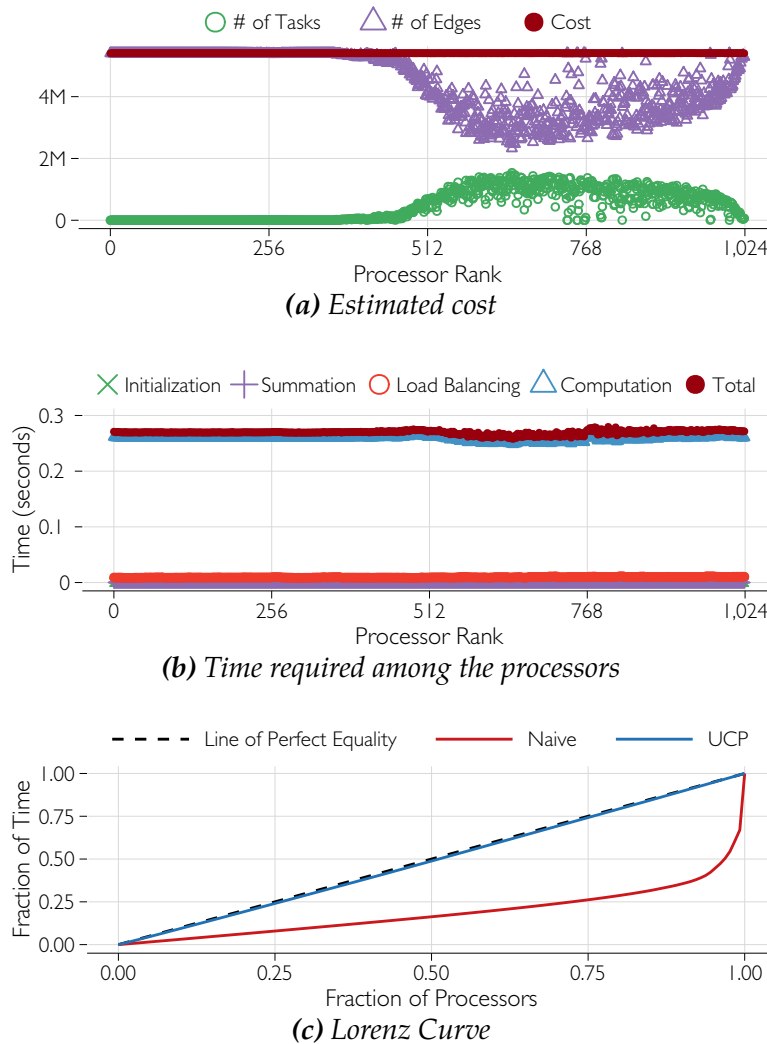 # of Tasks # of Edges Cost
4M
2M
0
0 256 512 768 1,024
Processor Rank
(a) Estimated cost
Initialization Summation Load Balancing Computation Total
0.3
0.2
0.1
0
Time (seconds)
0 256 512 768 1,024
Processor Rank
(b) Time required among the processors
Line of Perfect Equality Naive UCP
1.00
0.75
0.50
0.25
0.00
Fraction of Time
0.00 0.25 0.50 0.75 1.00
Fraction of Processors
(c) Lorenz Curve